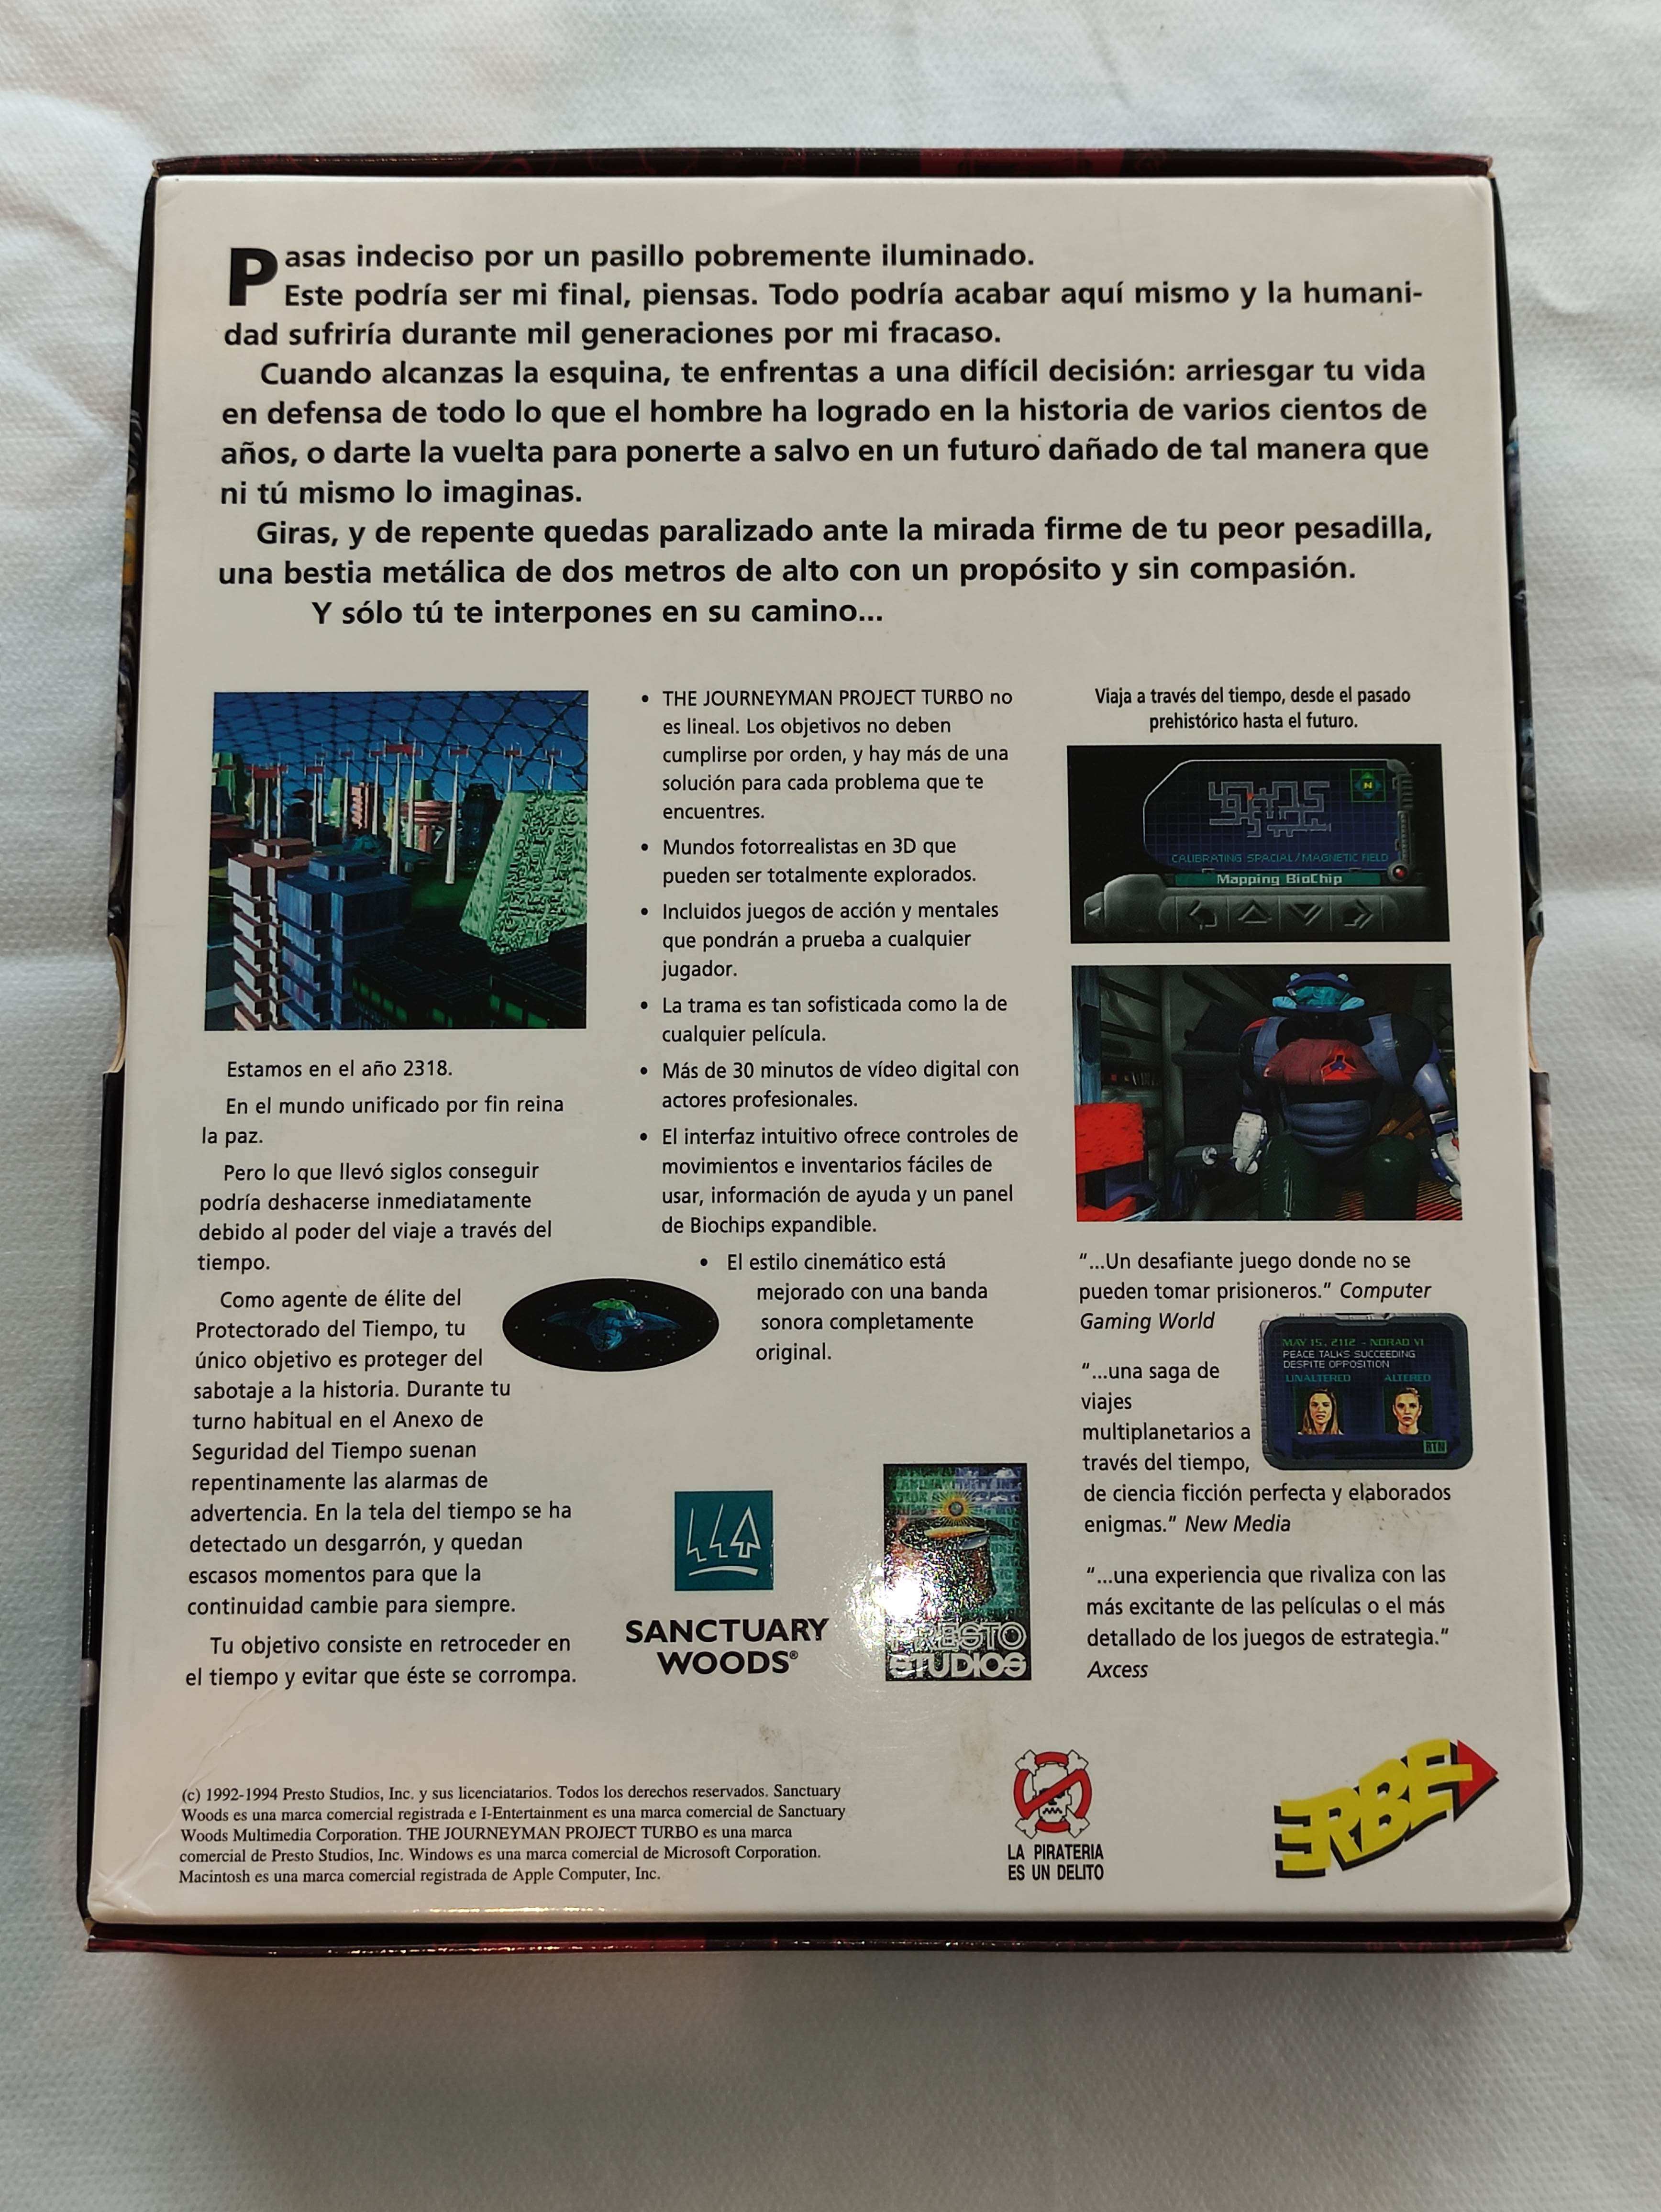 Pasas indeciso por un pasillo pobremente iluminado.
Este podría ser mi final, piensas. Todo podría acabar aquí mismo y la humani-
dad sufriría durante mil generaciones por mi fracaso.
Cuando alcanzas la esquina, te enfrentas a una difícil decisión: arriesgar tu vida
en defensa de todo lo que el hombre ha logrado en la historia de varios cientos de
años, o darte la vuelta para ponerte a salvo en un futuro dañado de tal manera que
ni tú mismo lo imaginas.
Giras, y de repente quedas paralizado ante la mirada firme de tu peor pesadilla,
una bestia metálica de dos metros de alto con un propósito y sin compasión.
Y sólo tú te interpones en su camino...
Estamos en el año 2318.
En el mundo unificado por fin reina
la paz.
Pero lo que llevó siglos conseguir
podría deshacerse inmediatamente
debido al poder del viaje a través del
tiempo.
Como agente de élite del
Protectorado del Tiempo, tu
único objetivo es proteger del
sabotaje a la historia. Durante tu
turno habitual en el Anexo de
Seguridad del Tiempo suenan
repentinamente las alarmas de
advertencia. En la tela del tiempo se ha
detectado un desgarrón, y quedan
escasos momentos para que la
continuidad cambie para siempre.
Tu objetivo consiste en retroceder en
el tiempo y evitar que éste se corrompa.
• THE JOURNEYMAN PROJECT TURBO no
es lineal. Los objetivos no deben
cumplirse por orden, y hay más de una
solución para cada problema que te
encuentres.
• Mundos fotorrealistas en 3D que
pueden ser totalmente explorados.
• Incluidos juegos de acción y mentales
que pondrán a prueba a cualquier
jugador.
• La trama es tan sofisticada como la de
cualquier película.
• Más de 30 minutos de vídeo digital con
actores profesionales.
• El interfaz intuitivo ofrece controles de
movimientos e inventarios fáciles de
usar, información de ayuda y un panel
de Biochips expandible.
• El estilo cinemático está
mejorado con una banda
sonora completamente
original.
SANCTUARY
WOODS®
PRESTO
STUDIOS
Viaja a través del tiempo, desde el pasado
prehistórico hasta el futuro.
N
CALIBRATING SPACIAL/MAGNETIC FIELD
Mapping BioChip
"...Un desafiante juego donde no se
pueden tomar prisioneros." Computer
Gaming World
MAY 15, 2112 - NORAD VI
PEACE TALKS SUCCEEDING
DESPITE OPPOSITION
UNALTERED ALTERED
RTN
"...una saga de
viajes
multiplanetarios a
través del tiempo,
de ciencia ficción perfecta y elaborados
enigmas." New Media
"...una experiencia que rivaliza con las
más excitante de las películas o el más
detallado de los juegos de estrategia."
Axcess
(c) 1992-1994 Presto Studios, Inc. y sus licenciatarios. Todos los derechos reservados. Sanctuary
Woods es una marca comercial registrada e I-Entertainment es una marca comercial de Sanctuary
Woods Multimedia Corporation. THE JOURNEYMAN PROJECT TURBO es una marca
comercial de Presto Studios, Inc. Windows es una marca comercial de Microsoft Corporation.
Macintosh es una marca comercial registrada de Apple Computer, Inc.
LA PIRATERIA
ES UN DELITO
ERBE